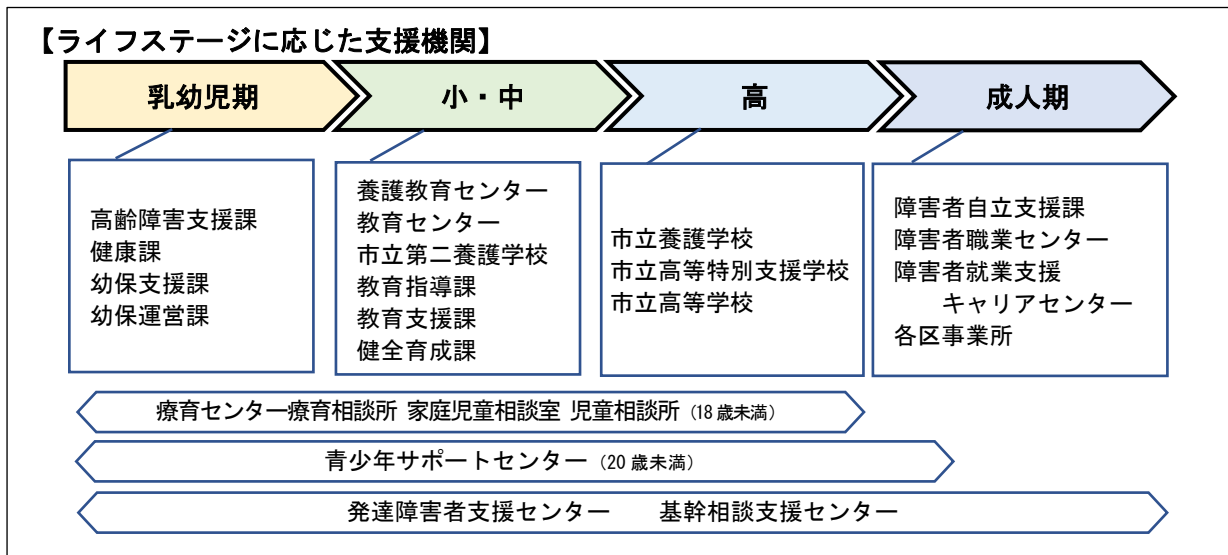 【ライフステージに応じた支援機関】
乳幼児期
小・中
高
成人期
高齢障害支援課
健康課
幼保支援課
幼保運営課
養護教育センター
教育センター
市立第二養護学校
教育指導課
教育支援課
健全育成課
市立養護学校
市立高等特別支援学校
市立高等学校
障害者自立支援課
障害者職業センター
障害者就業支援
キャリアセンター
各区事業所
療育センター療育相談所 家庭児童相談室 児童相談所（18歳未満）
青少年サポートセンター（20歳未満）
発達障害者支援センター　　基幹相談支援センター